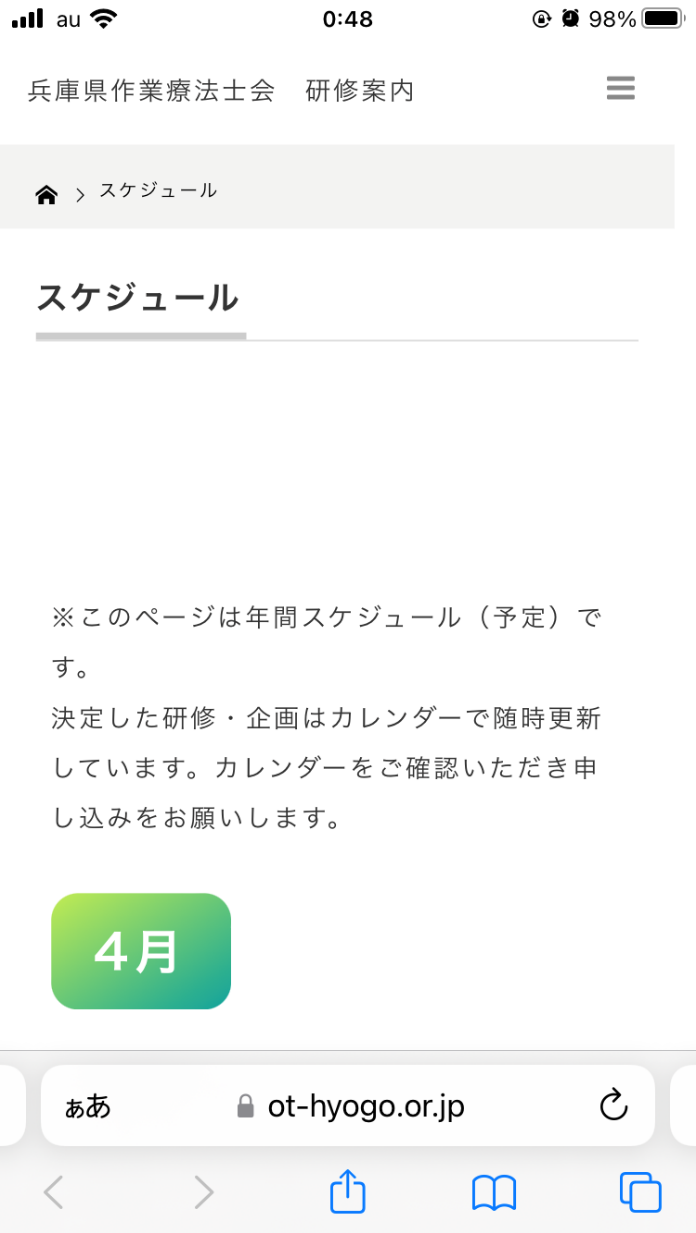 au 0:48 98%
兵庫県作業療法士会　研修案内
スケジュール
スケジュール
※このページは年間スケジュール（予定）で
す。
決定した研修・企画はカレンダーで随時更新
しています。カレンダーをご確認いただき申
し込みをお願いします。
４月
ぁあ ot-hyogo.or.jp